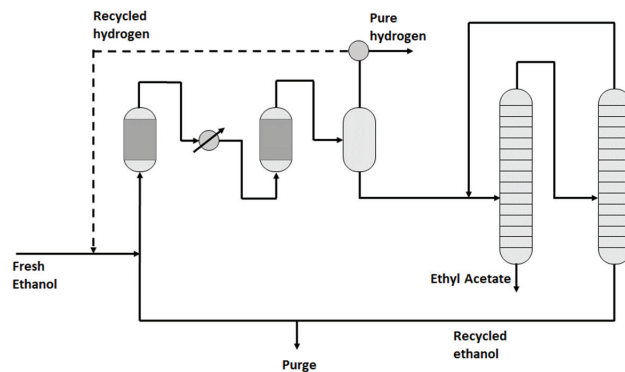 Recycled
hydrogen
Pure
hydrogen
Fresh
Ethanol
Ethyl Acetate
Recycled
ethanol
Purge